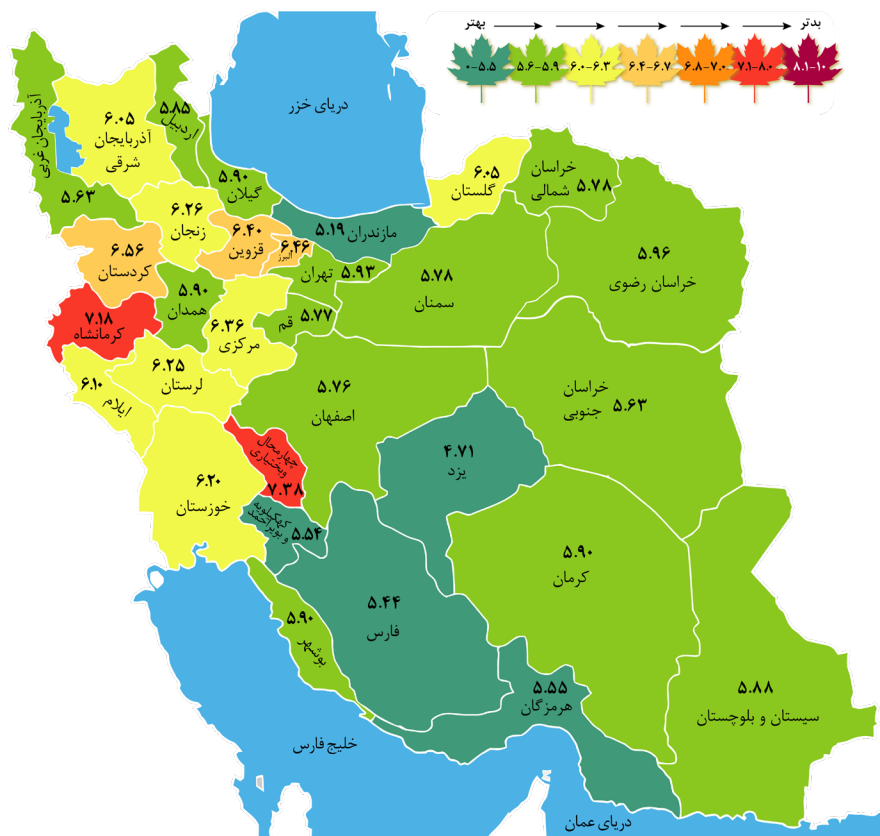 بهتر
بدتر
۰-۵.۵
۵.۶-۵.۹
۶.۰-۶.۳
۶.۴-۶.۷
۶.۸-۷.۰
۷.۱-۸.۰
۸.۱-۱۰
دریای خزر
آذربایجان غربی
۵.۶۳
۶.۰۵
آذربایجان
شرقی
۵.۸۵
اردبیل
۵.۹۰
گیلان
۶.۲۶
زنجان
۶.۴۰
قزوین
۶.۴۶
البرز
مازندران ۵.۱۹
۶.۰۵
گلستان
خراسان
شمالی ۵.۷۸
۵.۹۶
خراسان رضوی
۶.۵۶
کردستان
۵.۹۰
همدان
تهران ۵.۹۳
۵.۷۸
سمنان
۷.۱۸
کرمانشاه
۶.۳۶
مرکزی
قم ۵.۷۷
۶.۲۵
لرستان
۶.۱۰
ایلام
۵.۷۶
اصفهان
خراسان
جنوبی ۵.۶۳
چهارمحال
وبختیاری
۷.۳۸
۴.۷۱
یزد
۶.۲۰
خوزستان
کهکیلویه
و بویراحمد
۵.۵۴
۵.۹۰
کرمان
۵.۴۴
فارس
۵.۹۰
بوشهر
۵.۵۵
هرمزگان
۵.۸۸
سیستان و بلوچستان
خلیج فارس
دریای عمان